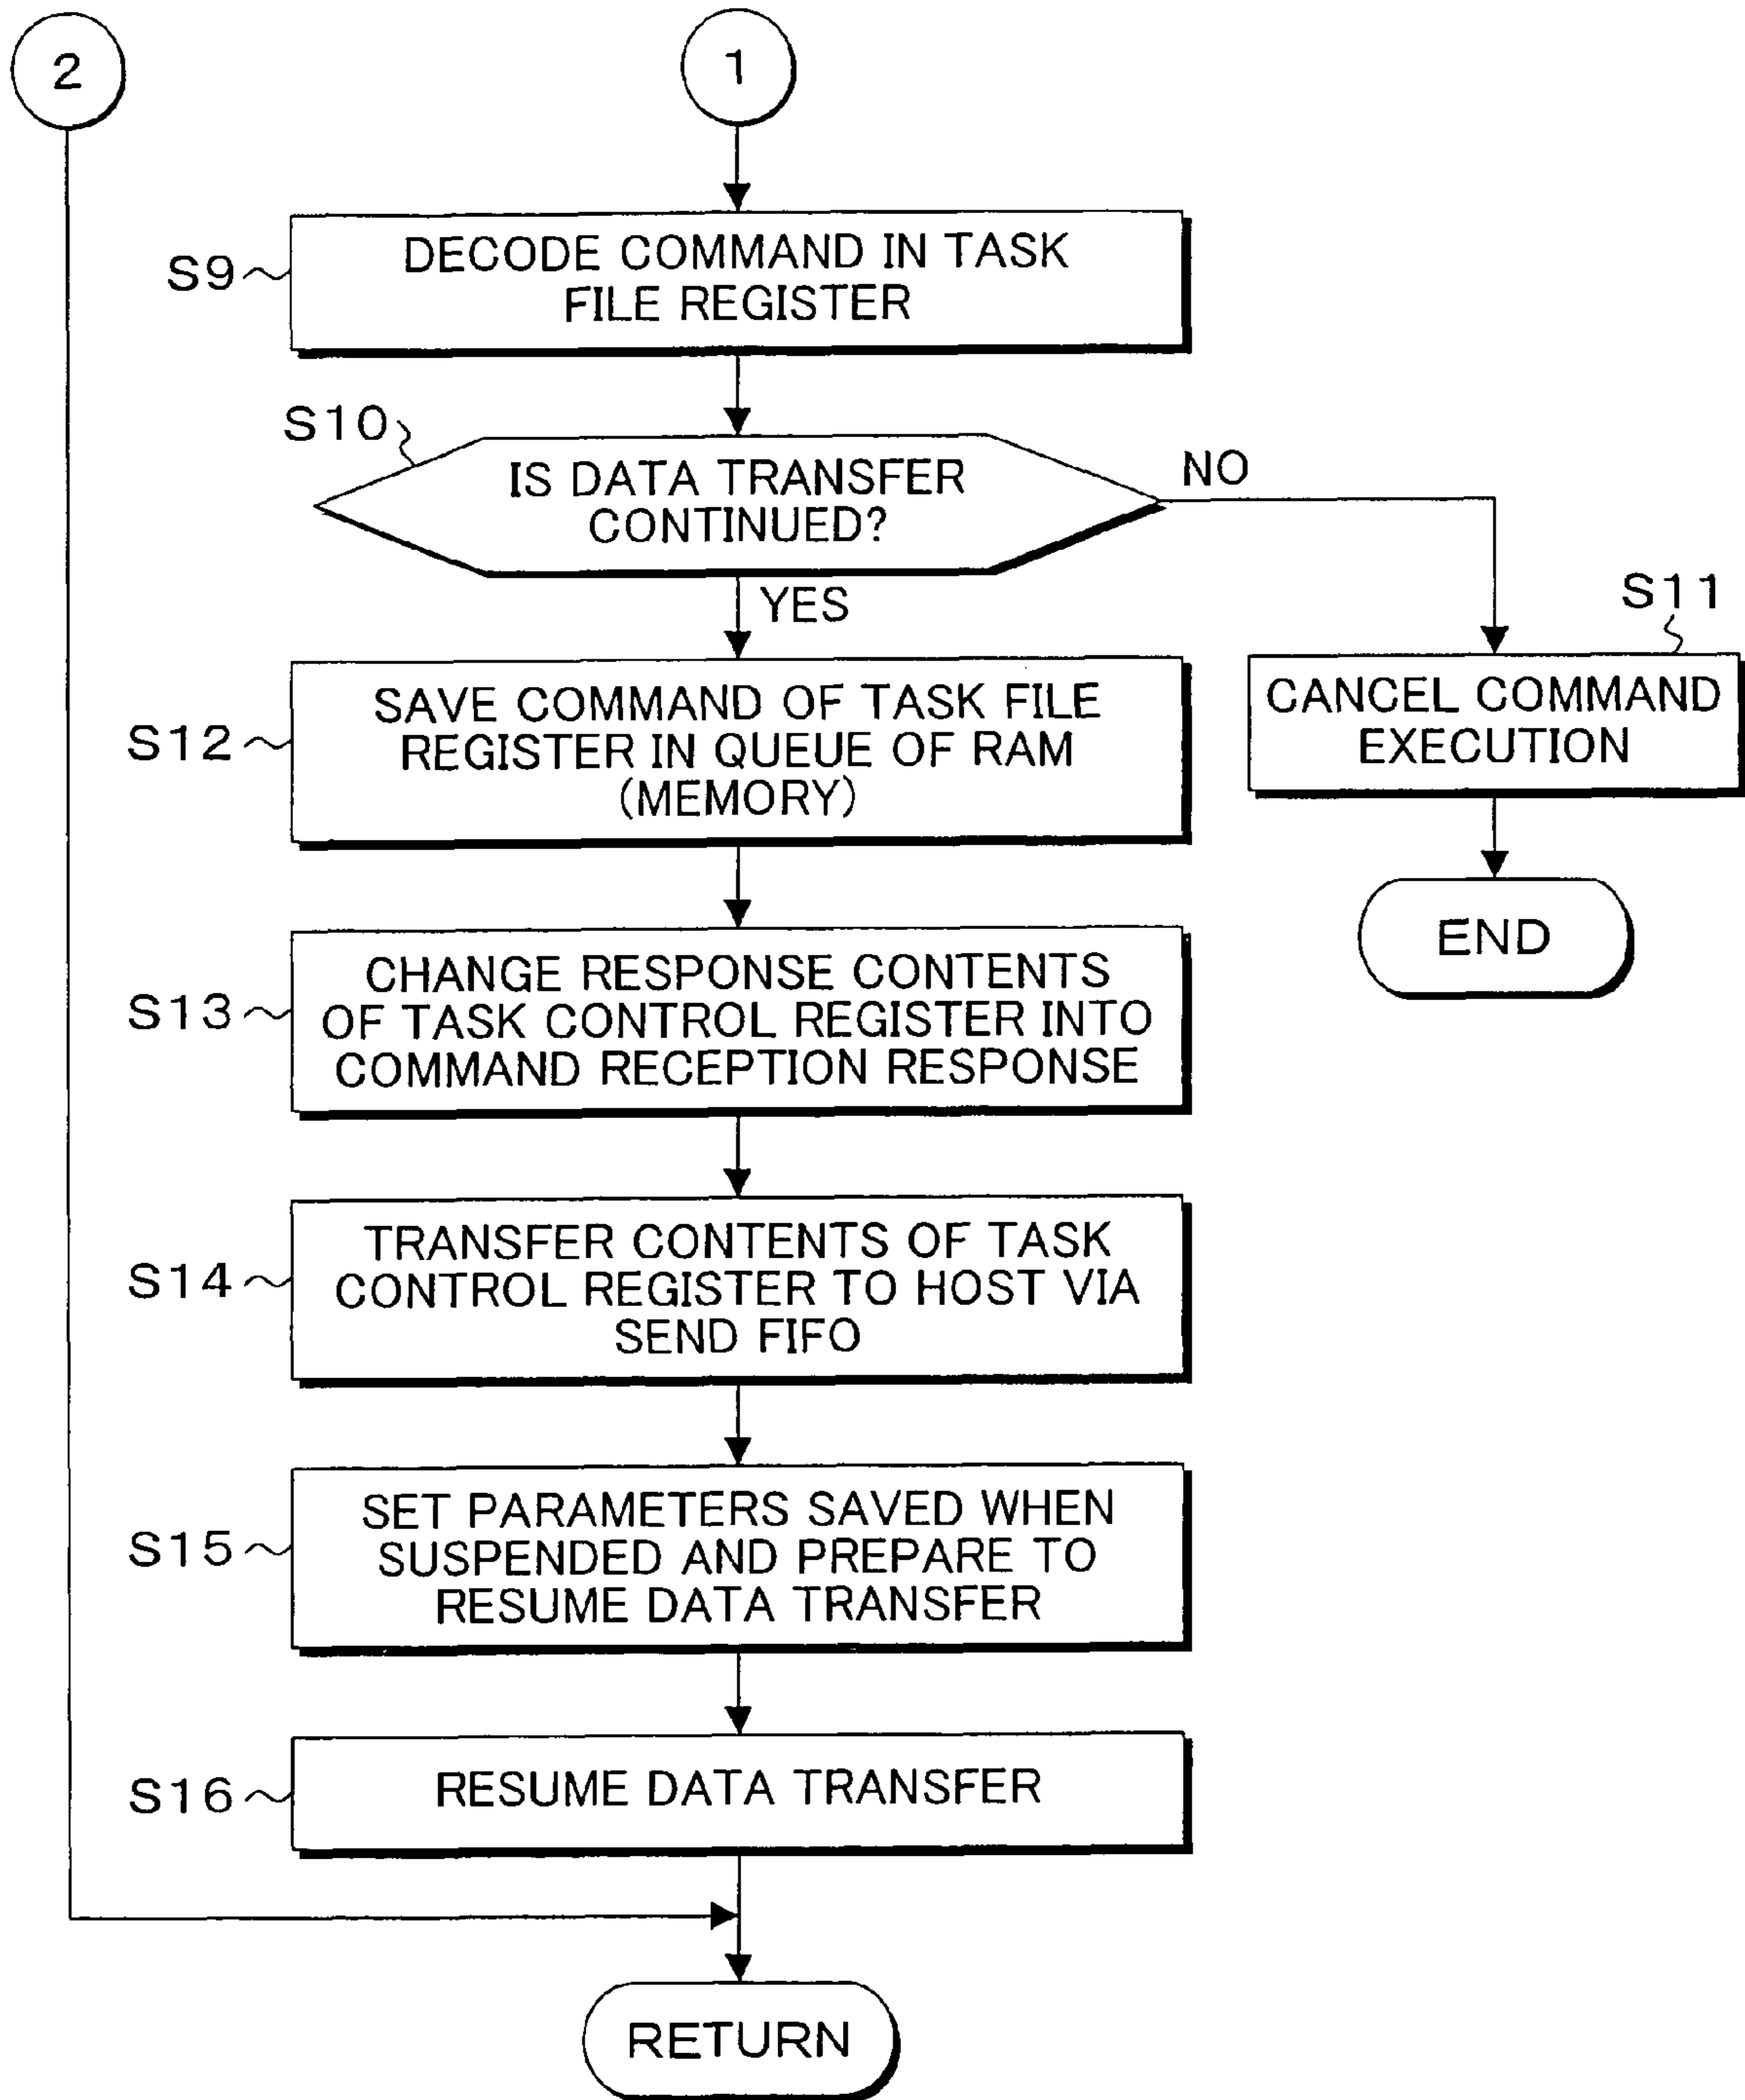 2
1
S9
DECODE COMMAND IN TASK
FILE REGISTER
S10
IS DATA TRANSFER
CONTINUED?
NO
YES
S11
CANCEL COMMAND
EXECUTION
END
S12
SAVE COMMAND OF TASK FILE
REGISTER IN QUEUE OF RAM
(MEMORY)
S13
CHANGE RESPONSE CONTENTS
OF TASK CONTROL REGISTER INTO
COMMAND RECEPTION RESPONSE
S14
TRANSFER CONTENTS OF TASK
CONTROL REGISTER TO HOST VIA
SEND FIFO
S15
SET PARAMETERS SAVED WHEN
SUSPENDED AND PREPARE TO
RESUME DATA TRANSFER
S16
RESUME DATA TRANSFER
RETURN